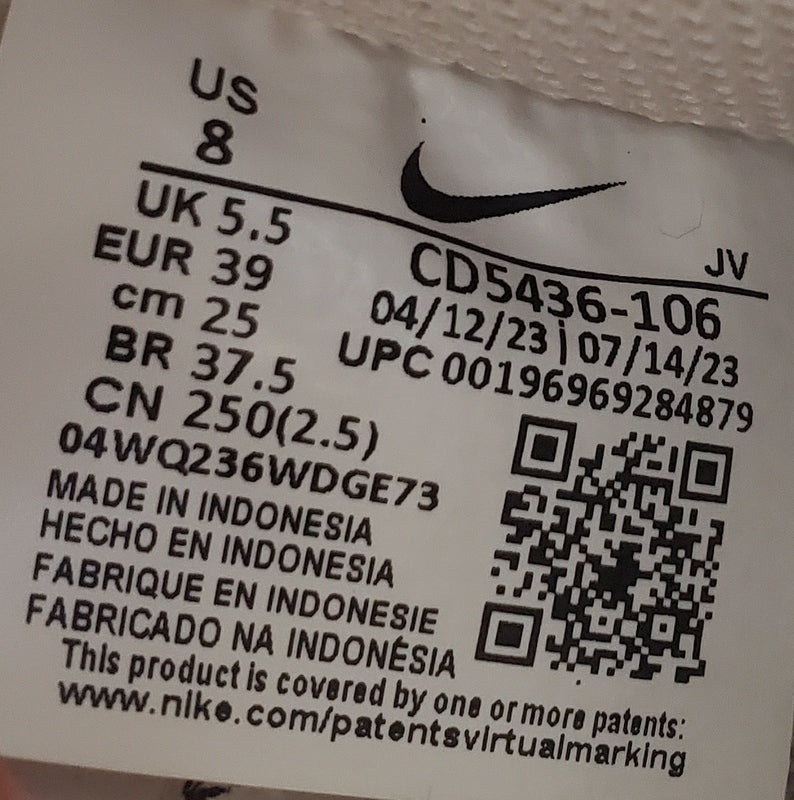 US
8
UK 5.5
EUR 39
cm 25
BR 37.5
CN 250(2.5)
JV
CD5436-106
04/12/23 | 07/14/23
UPC 00196969284879
04WQ236WDGE73
MADE IN INDONESIA
HECHO EN INDONESIA
FABRIQUE EN INDONESIE
FABRICADO NA INDONÉSIA
This product is covered by one or more patents:
www.nike.com/patentsvirtualmarking